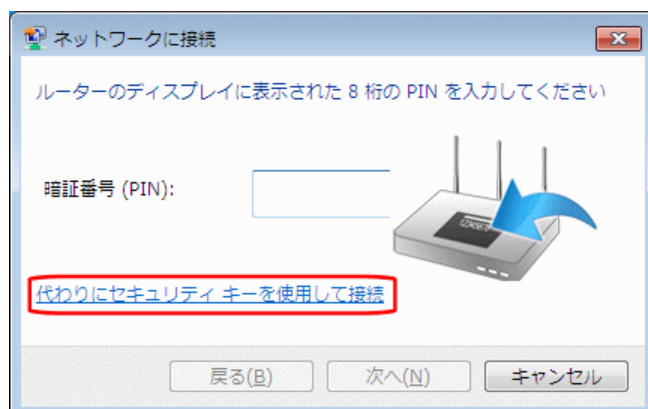 ネットワークに接続
ルーターのディスプレイに表示された 8 桁の PIN を入力してください
暗証番号 (PIN):
代わりにセキュリティ キーを使用して接続
戻る(B) 次へ(N) キャンセル